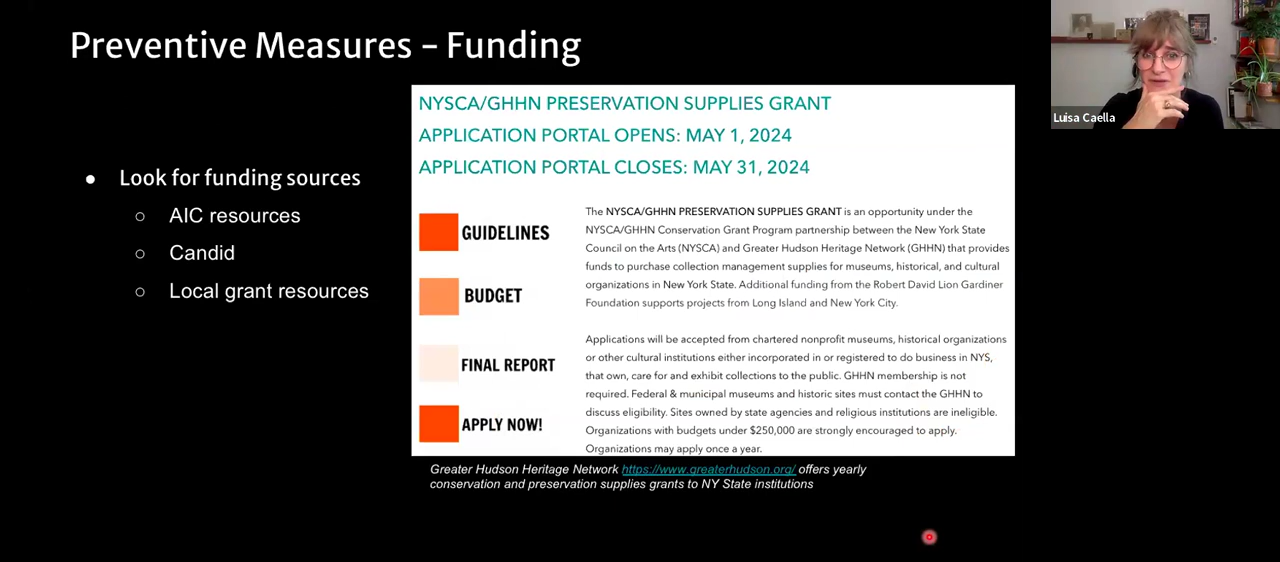 Preventive Measures - Funding
Luisa Caella
● Look for funding sources
○ AIC resources
○ Candid
○ Local grant resources
NYSCA/GHHN PRESERVATION SUPPLIES GRANT
APPLICATION PORTAL OPENS: MAY 1, 2024
APPLICATION PORTAL CLOSES: MAY 31, 2024
GUIDELINES
BUDGET
FINAL REPORT
APPLY NOW!
The NYSCA/GHHN PRESERVATION SUPPLIES GRANT is an opportunity under the
NYSCA/GHHN Conservation Grant Program partnership between the New York State
Council on the Arts (NYSCA) and Greater Hudson Heritage Network (GHHN) that provides
funds to purchase collection management supplies for museums, historical, and cultural
organizations in New York State. Additional funding from the Robert David Lion Gardiner
Foundation supports projects from Long Island and New York City.
Applications will be accepted from chartered nonprofit museums, historical organizations
or other cultural institutions either incorporated in or registered to do business in NYS,
that own, care for and exhibit collections to the public. GHHN membership is not
required. Federal & municipal museums and historic sites must contact the GHHN to
discuss eligibility. Sites owned by state agencies and religious institutions are ineligible.
Organizations with budgets under $250,000 are strongly encouraged to apply.
Organizations may apply once a year.
Greater Hudson Heritage Network https://www.greaterhudson.org/ offers yearly
conservation and preservation supplies grants to NY State institutions